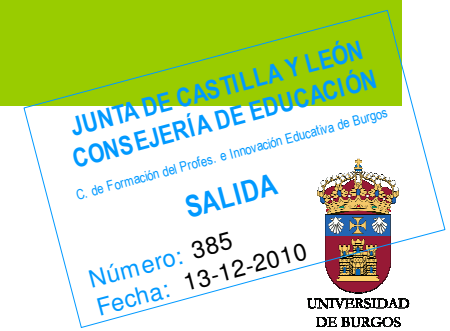 JUNTA DE CASTILLA Y LEÓN
CONSEJERÍA DE EDUCACIÓN
C. de Formación del Profes. e Innovación Educativa de Burgos
SALIDA
Número: 385
Fecha: 13-12-2010
UNIVERSIDAD
DE BURGOS